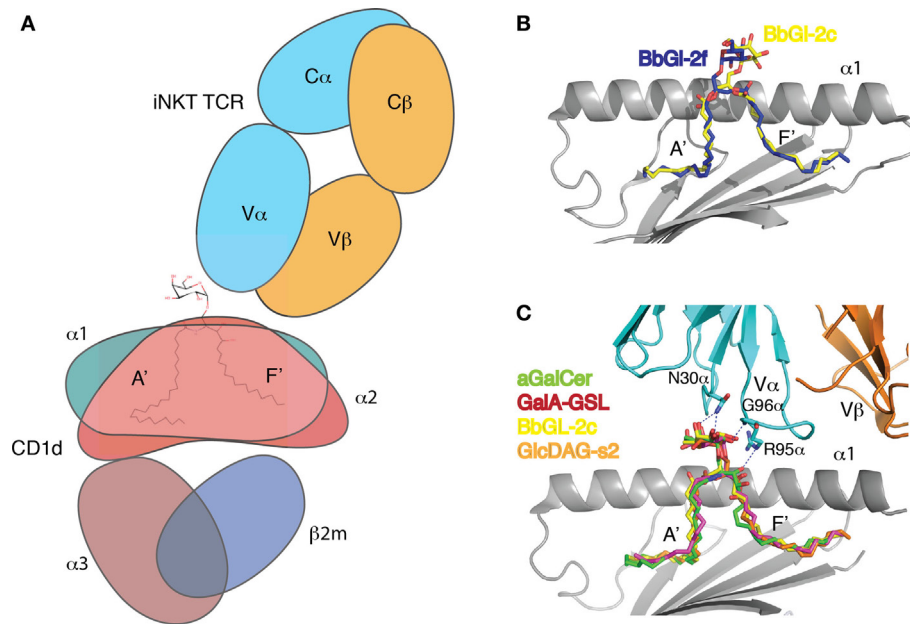 A
iNKT TCR
Cα
Cβ
Vα
Vβ
α1
A’
F’
α2
CD1d
α3
β2m
B
BbGl-2c
BbGl-2f
α1
A’
F’
C
aGalCer
GalA-GSL
BbGL-2c
GlcDAG-s2
N30α
Vα
G96α
R95α
Vβ
α1
A’
F’